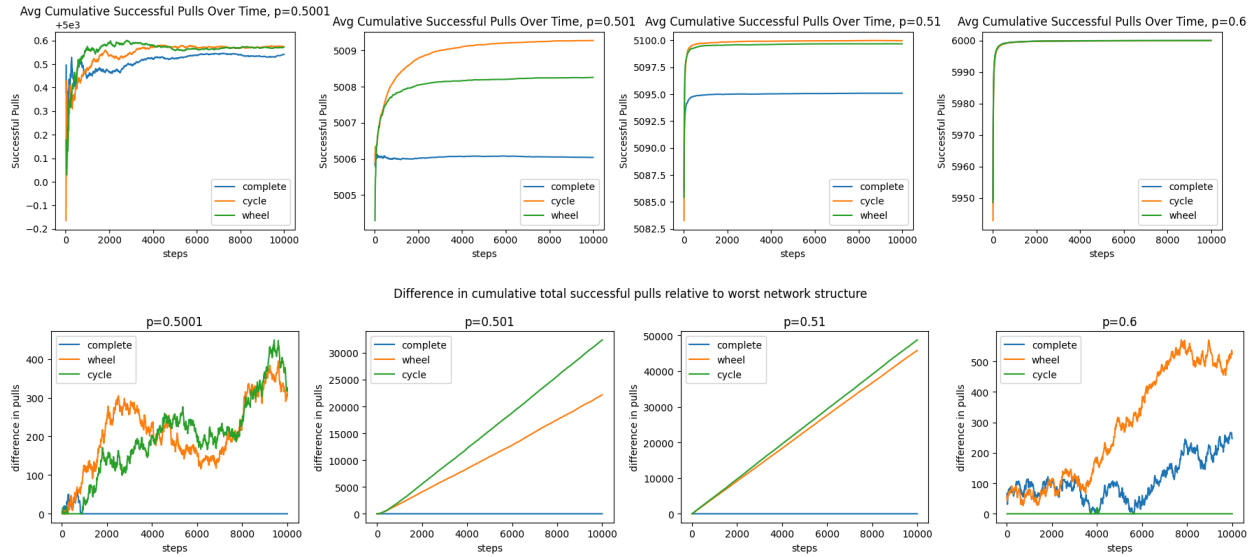 Avg Cumulative Successful Pulls Over Time, p=0.5001
Avg Cumulative Successful Pulls Over Time, p=0.501
Avg Cumulative Successful Pulls Over Time, p=0.51
Avg Cumulative Successful Pulls Over Time, p=0.6
+5e3
0.6
0.5
0.4
0.3
0.2
0.1
0.0
−0.1
−0.2
Successful Pulls
0 2000 4000 6000 8000 10000
steps
complete
cycle
wheel
5009
5008
5007
5006
5005
Successful Pulls
0 2000 4000 6000 8000 10000
steps
complete
cycle
wheel
5100.0
5097.5
5095.0
5092.5
5090.0
5087.5
5085.0
5082.5
Successful Pulls
0 2000 4000 6000 8000 10000
steps
complete
cycle
wheel
6000
5990
5980
5970
5960
5950
Successful Pulls
0 2000 4000 6000 8000 10000
steps
complete
cycle
wheel
Difference in cumulative total successful pulls relative to worst network structure
p=0.5001
complete
wheel
cycle
400
300
200
100
0
difference in pulls
0 2000 4000 6000 8000 10000
steps
p=0.501
complete
wheel
cycle
30000
25000
20000
15000
10000
5000
0
difference in pulls
0 2000 4000 6000 8000 10000
steps
p=0.51
complete
wheel
cycle
50000
40000
30000
20000
10000
0
difference in pulls
0 2000 4000 6000 8000 10000
steps
p=0.6
complete
wheel
cycle
500
400
300
200
100
0
difference in pulls
0 2000 4000 6000 8000 10000
steps